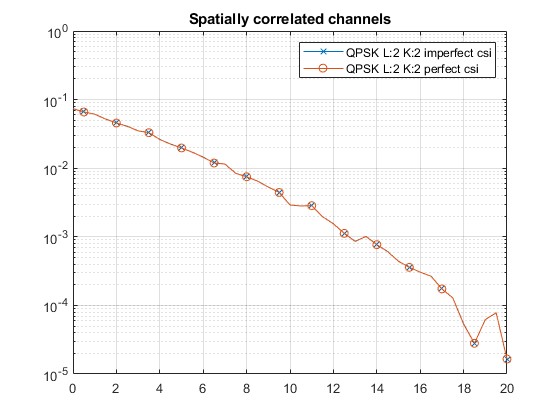 Spatially correlated channels
QPSK L:2 K:2 imperfect csi
QPSK L:2 K:2 perfect csi
10^0
10^-1
10^-2
10^-3
10^-4
10^-5
0 2 4 6 8 10 12 14 16 18 20